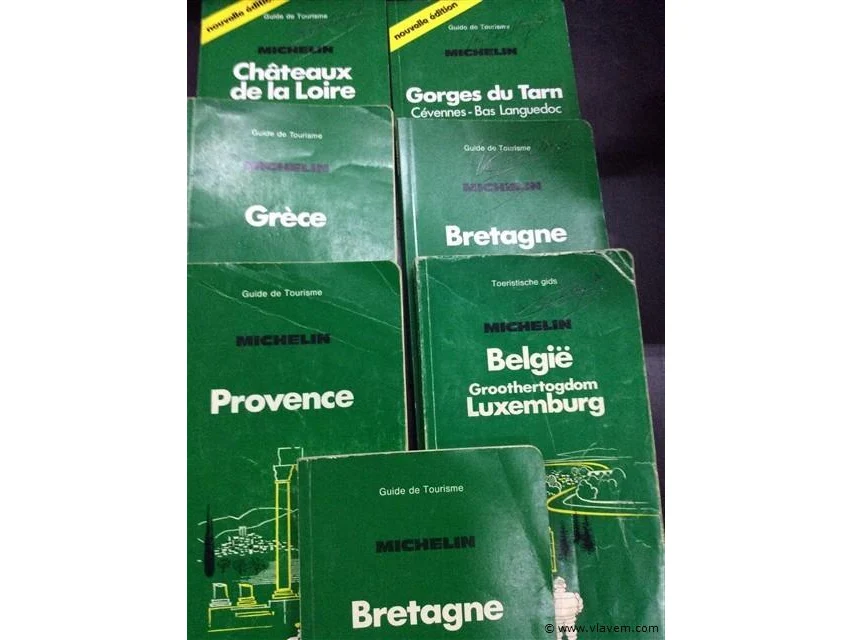 nouvelle édition
Guide de Tourisme
MICHELIN
Châteaux
de la Loire
nouvelle édition
Guide de Tourisme
MICHELIN
Gorges du Tarn
Cévennes - Bas Languedoc
Guide de Tourisme
MICHELIN
Grèce
Guide de Tourisme
MICHELIN
Bretagne
Guide de Tourisme
MICHELIN
Provence
Toeristische gids
MICHELIN
België
Groothertogdom
Luxemburg
Guide de Tourisme
MICHELIN
Bretagne
© www.vlavem.com